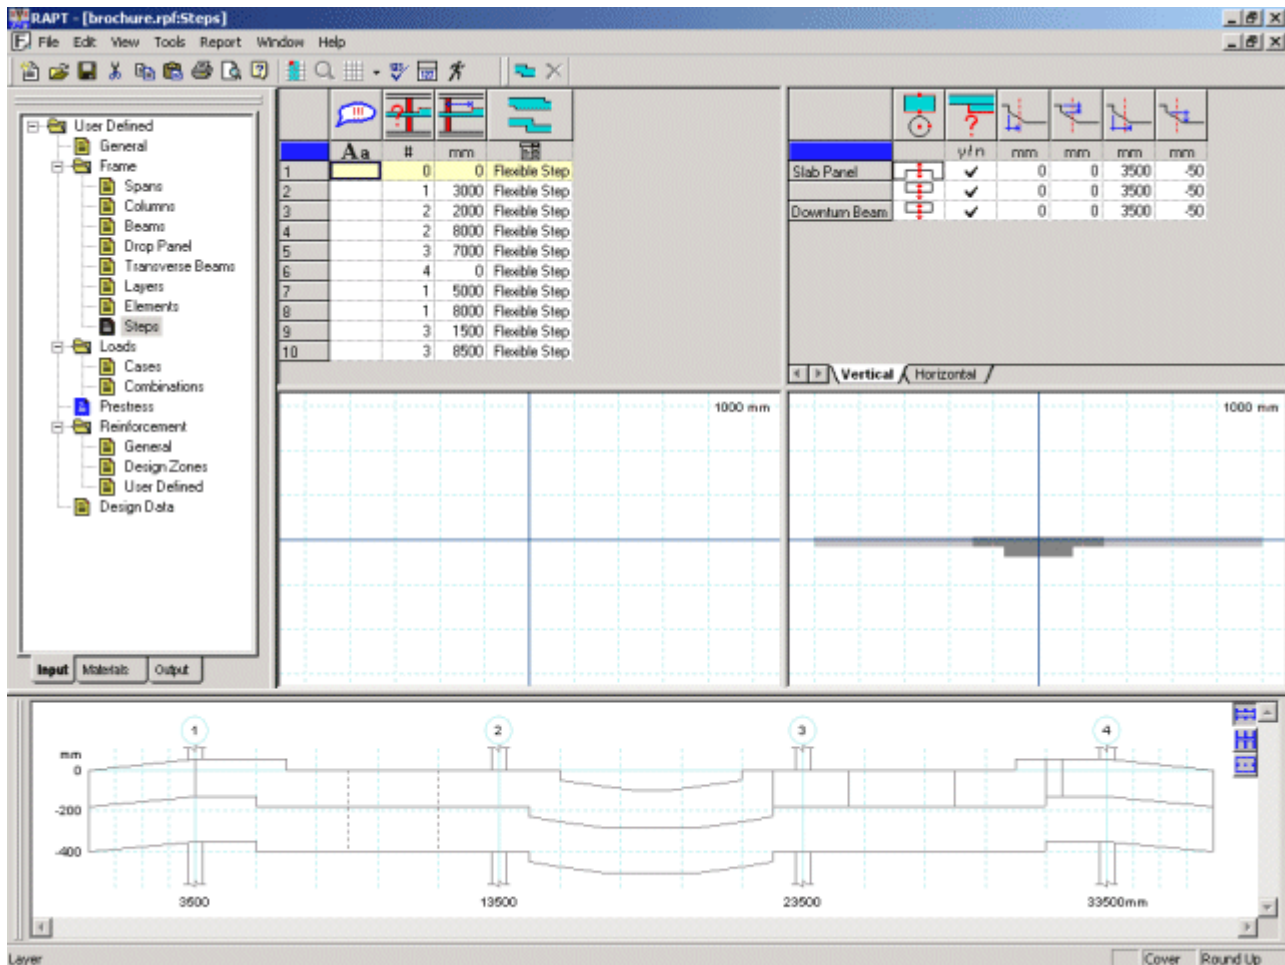 RAPT - [brochure.rpf:Steps]
File Edit View Tools Report Window Help
User Defined
General
Frame
Spans
Columns
Beams
Drop Panel
Transverse Beams
Layers
Elements
Steps
Loads
Cases
Combinations
Prestress
Reinforcement
General
Design Zones
User Defined
Design Data
Input Materials Output
Aa # mm
1 0 0 Flexible Step
2 1 3000 Flexible Step
3 2 2000 Flexible Step
4 2 8000 Flexible Step
5 3 7000 Flexible Step
6 4 0 Flexible Step
7 1 5000 Flexible Step
8 1 8000 Flexible Step
9 3 1500 Flexible Step
10 3 8500 Flexible Step
y/n mm mm mm mm
Slab Panel 0 0 3500 -50
0 0 3500 -50
Downturn Beam 0 0 3500 -50
Vertical Horizontal
1000 mm
1000 mm
1 2 3 4
mm
0
-200
-400
3500 13500 23500 33500mm
Layer Cover Round Up